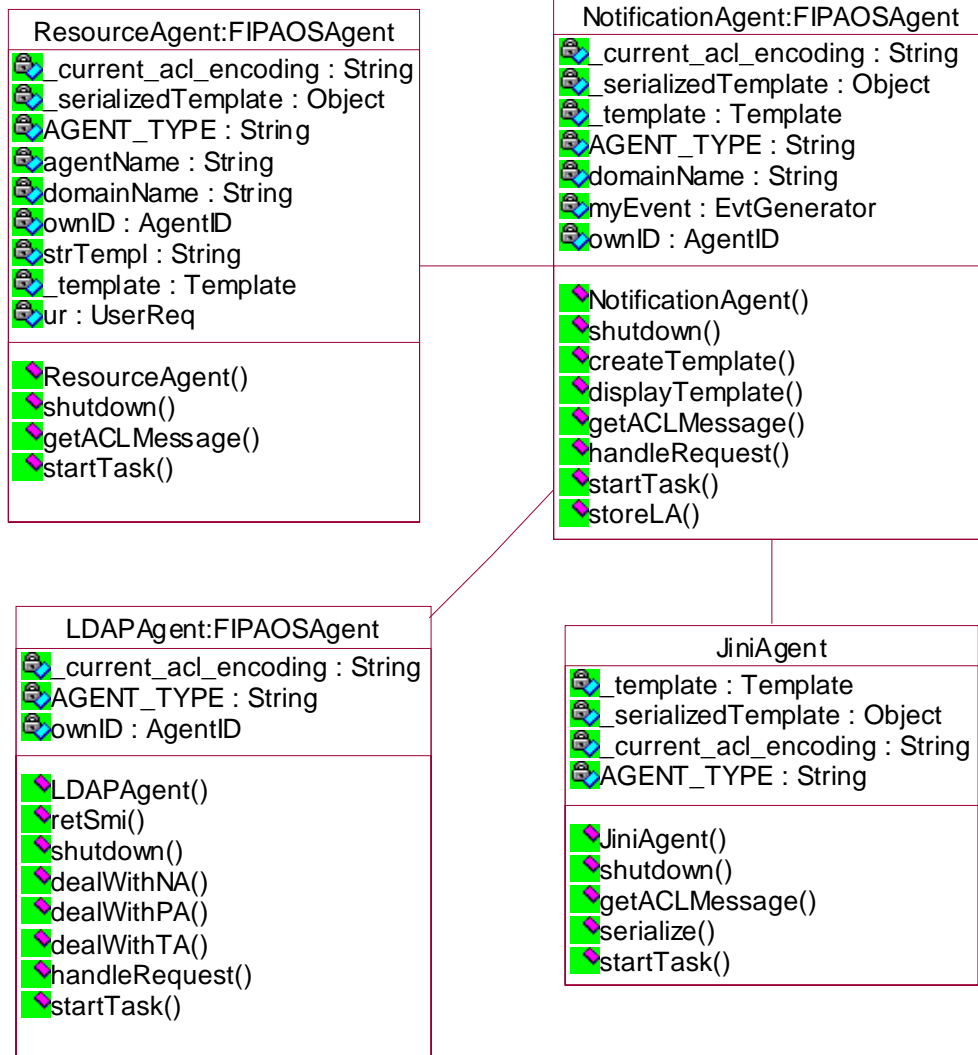 ResourceAgent:FIPAOSAgent
_current_acl_encoding : String
_serializedTemplate : Object
AGENT_TYPE : String
agentName : String
domainName : String
ownID : AgentID
strTempl : String
_template : Template
ur : UserReq
ResourceAgent()
shutdown()
getACLMessage()
startTask()
NotificationAgent:FIPAOSAgent
_current_acl_encoding : String
_serializedTemplate : Object
_template : Template
AGENT_TYPE : String
domainName : String
myEvent : EvtGenerator
ownID : AgentID
NotificationAgent()
shutdown()
createTemplate()
displayTemplate()
getACLMessage()
handleRequest()
startTask()
storeLA()
LDAPAgent:FIPAOSAgent
_current_acl_encoding : String
AGENT_TYPE : String
ownID : AgentID
LDAPAgent()
retSmi()
shutdown()
dealWithNA()
dealWithPA()
dealWithTA()
handleRequest()
startTask()
JiniAgent
_template : Template
_serializedTemplate : Object
_current_acl_encoding : String
AGENT_TYPE : String
JiniAgent()
shutdown()
getACLMessage()
serialize()
startTask()